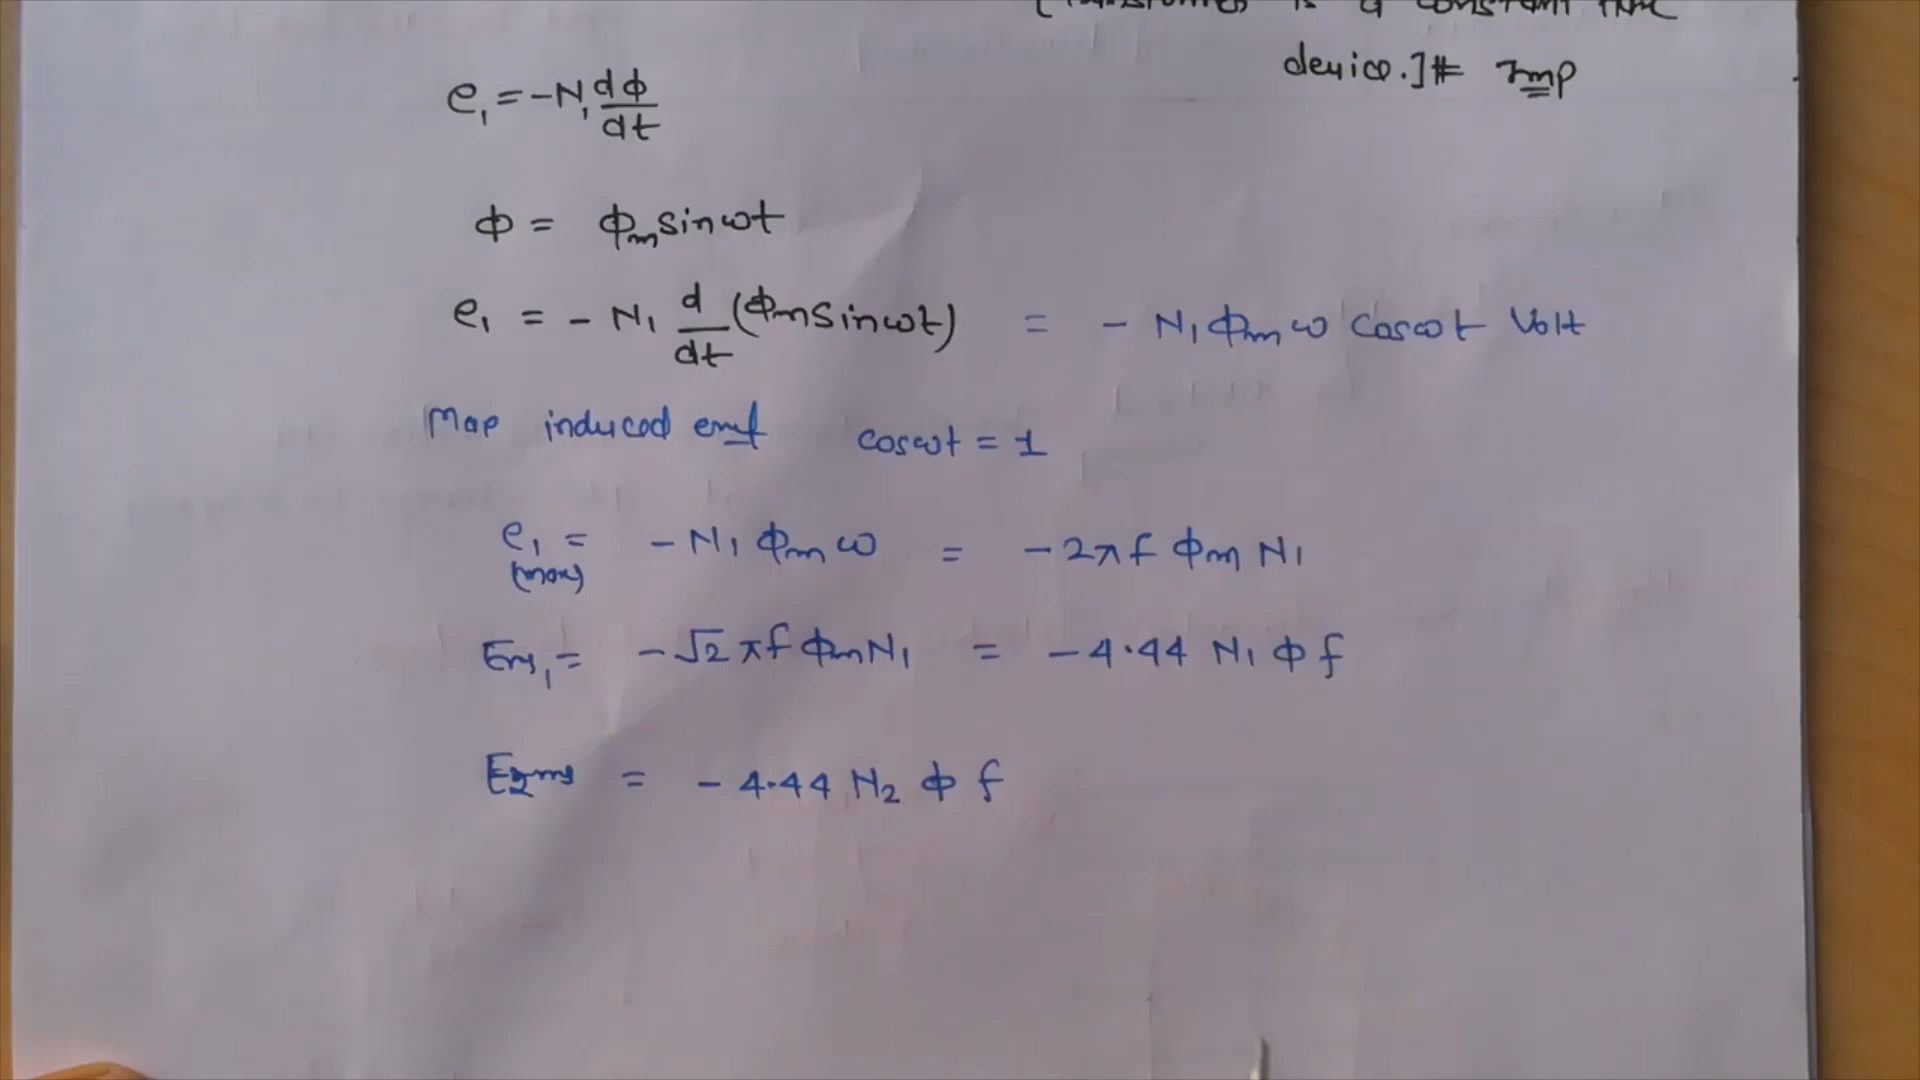 is a constant
device.]# Imp
e₁ = -N₁ dϕ/dt
ϕ = ϕm sinωt
e₁ = - N₁ d/dt (ϕm sinωt) = - N₁ ϕm ω cosωt Volt
Max induced emf cosωt = 1
e₁ (max) = - N₁ ϕm ω = - 2πf ϕm N₁
= -√2 πf ϕm N₁ = - 4.44 N₁ ϕ f
E₂rms = - 4.44 N₂ ϕ f